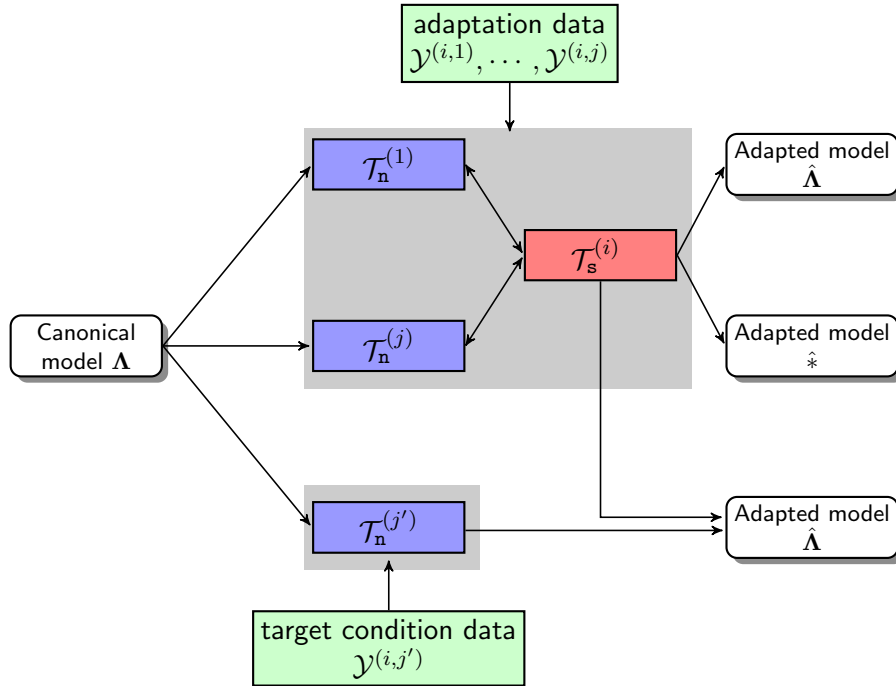 adaptation data
𝒴^(i,1), ⋯ , 𝒴^(i,j)
𝒯_n^(1)
Adapted model
Λ̂
𝒯_s^(i)
Canonical
model Λ
𝒯_n^(j)
Adapted model
*̂
𝒯_n^(j′)
Adapted model
Λ̂
target condition data
𝒴^(i,j′)